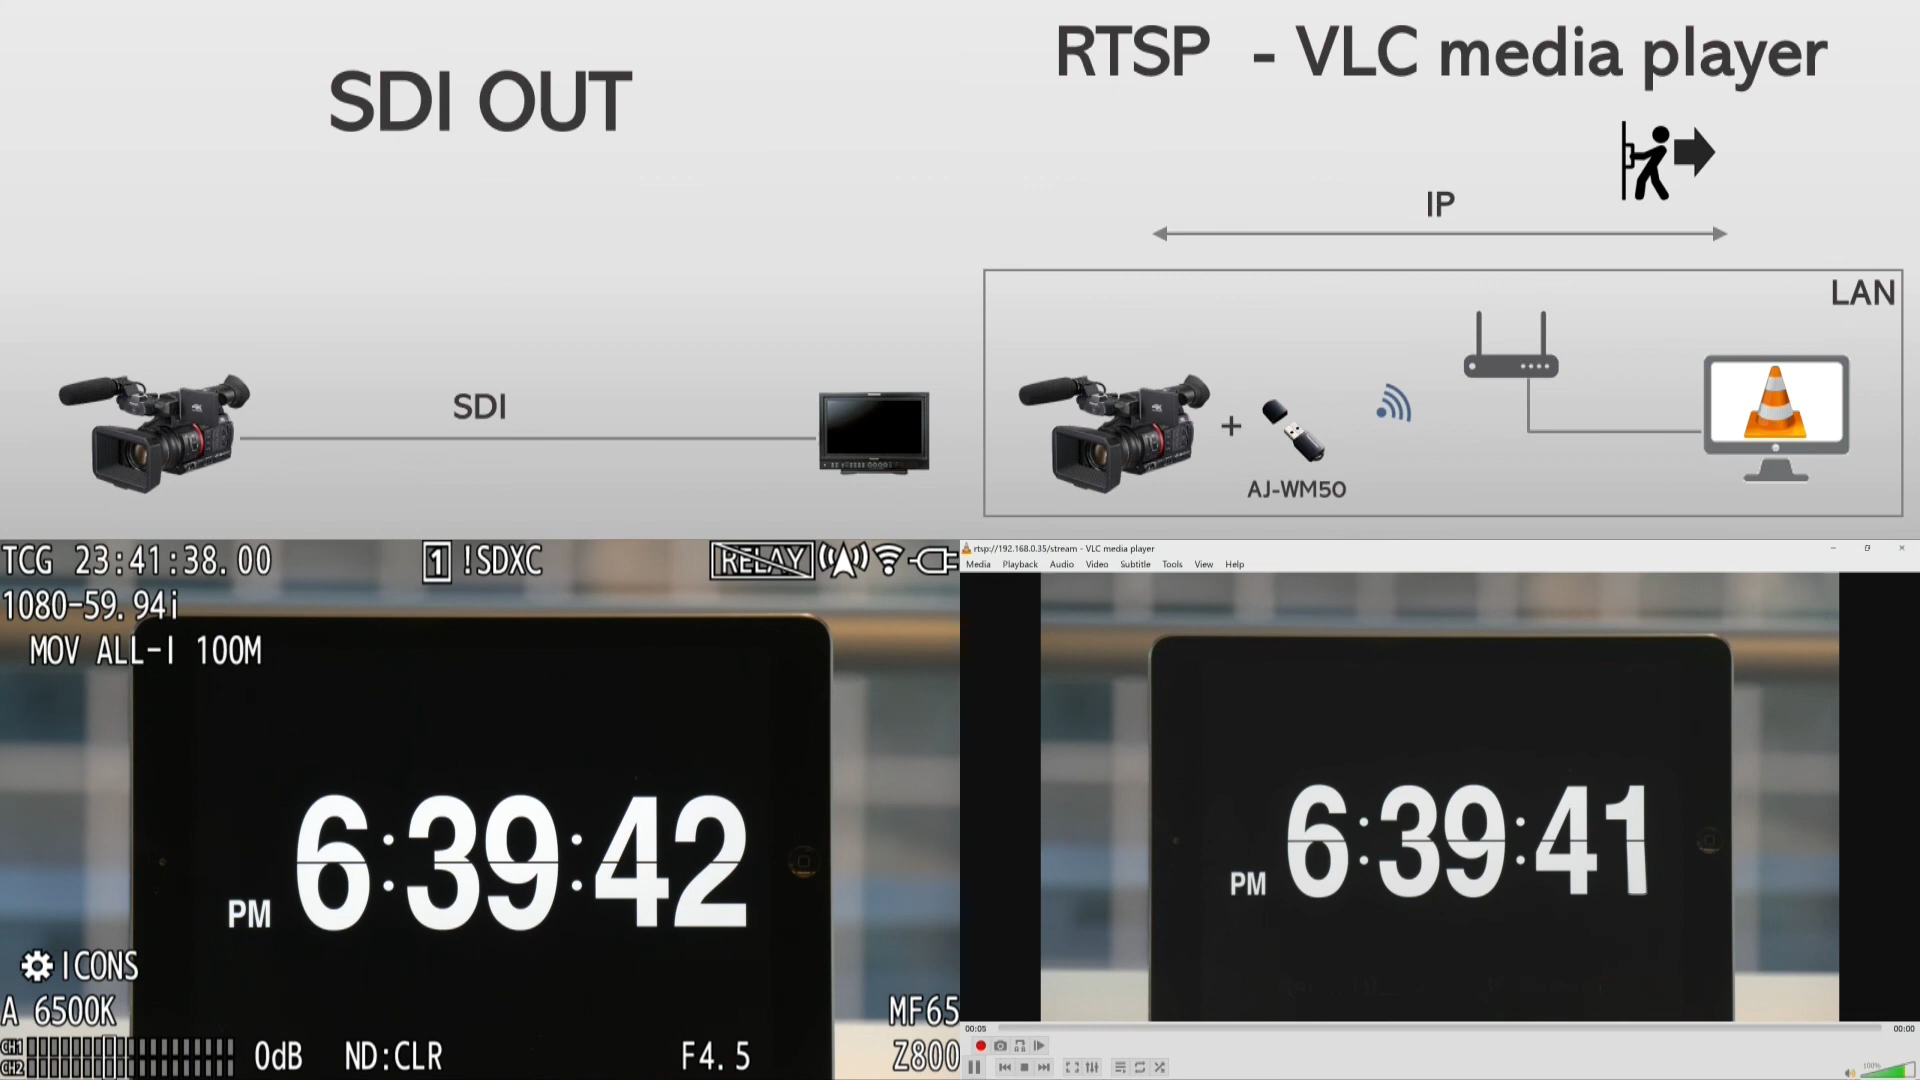 SDI OUT
SDI
RTSP - VLC media player
IP
LAN
+
AJ-WM50
TCG 23:41:38.00
1 !SDXC
RELAY
1080-59.94i
MOV ALL-I 100M
PM 6:39:42
ICONS
A 6500K
MF65
CH1
CH2
0dB
ND:CLR
F4.5
Z800
rtsp://192.168.0.35/stream - VLC media player
Media Playback Audio Video Subtitle Tools View Help
PM 6:39:41
00:05
00:00
100%